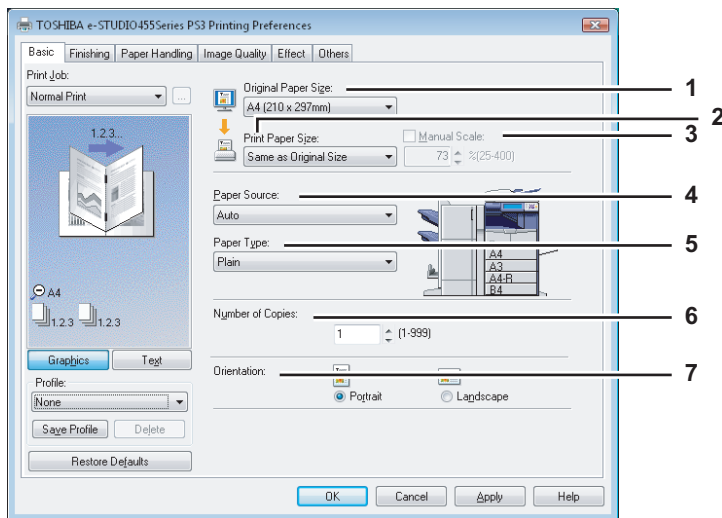 TOSHIBA e-STUDIO455Series PS3 Printing Preferences
Basic Finishing Paper Handling Image Quality Effect Others
Print Job:
Normal Print ...
1.2.3...
A4
1.2.3 1.2.3
Graphics Text
Profile:
None
Save Profile Delete
Restore Defaults
Original Paper Size: 1
A4 (210 x 297mm)
2
Print Paper Size: Manual Scale: 3
Same as Original Size 73 %(25-400)
Paper Source: 4
Auto
Paper Type: 5
Plain
A4
A3
A4-R
B4
Number of Copies: 6
1 (1-999)
Orientation: 7
Portrait Landscape
OK Cancel Apply Help